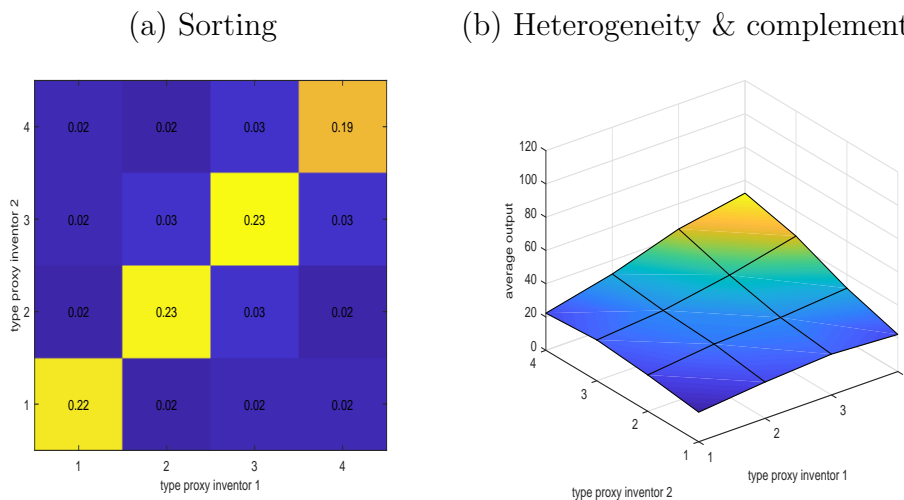 (a) Sorting
(b) Heterogeneity & complement
type proxy inventor 2
4
3
2
1
0.02 0.02 0.03 0.19
0.02 0.03 0.23 0.03
0.02 0.23 0.03 0.02
0.22 0.02 0.02 0.02
1 2 3 4
type proxy inventor 1
average output
120
100
80
60
40
20
0
4
3
2
1
1
2
3
type proxy inventor 2
type proxy inventor 1